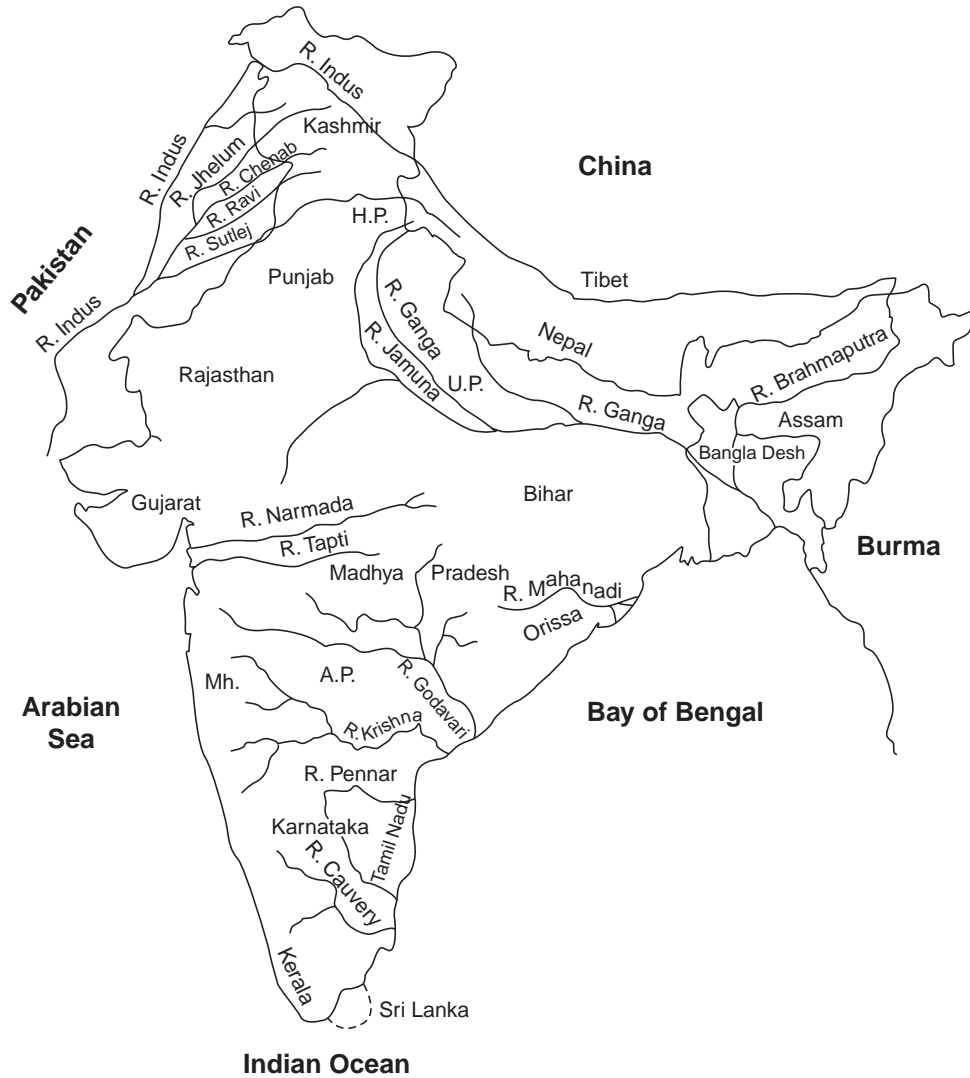 R. Indus
Kashmir
R. Indus
R. Jhelum
R. Chenab
R. Ravi
R. Sutlej
China
H.P.
Pakistan
Punjab
Tibet
R. Indus
R. Ganga
R. Jamuna
Nepal
R. Brahmaputra
Rajasthan
U.P.
R. Ganga
Assam
Bangla Desh
Gujarat
R. Narmada
Bihar
R. Tapti
Burma
Madhya Pradesh
R. Mahanadi
Orissa
Mh.
A.P.
R. Godavari
Arabian
Sea
Bay of Bengal
R. Krishna
R. Pennar
Karnataka
Tamil Nadu
R. Cauvery
Kerala
Sri Lanka
Indian Ocean